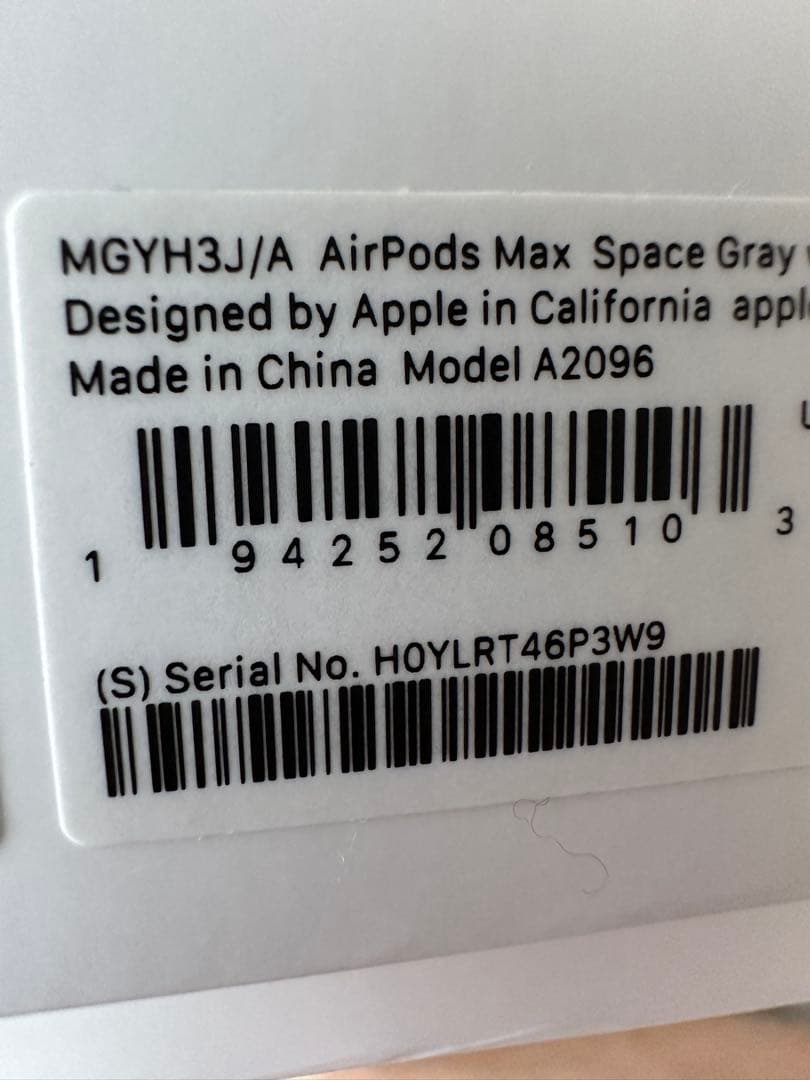 MGYH3J/A AirPods Max Space Gray
Designed by Apple in California
Made in China Model A2096
1 94252 08510 3
(S) Serial No. H0YLRT46P3W9